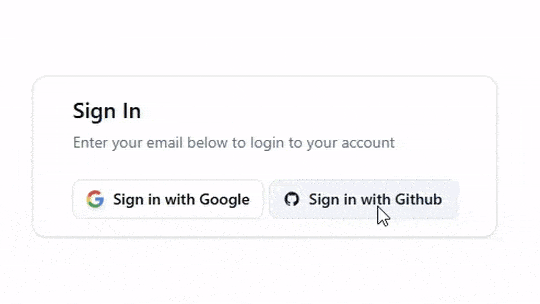 Sign In
Enter your email below to login to your account
Sign in with Google
Sign in with Github